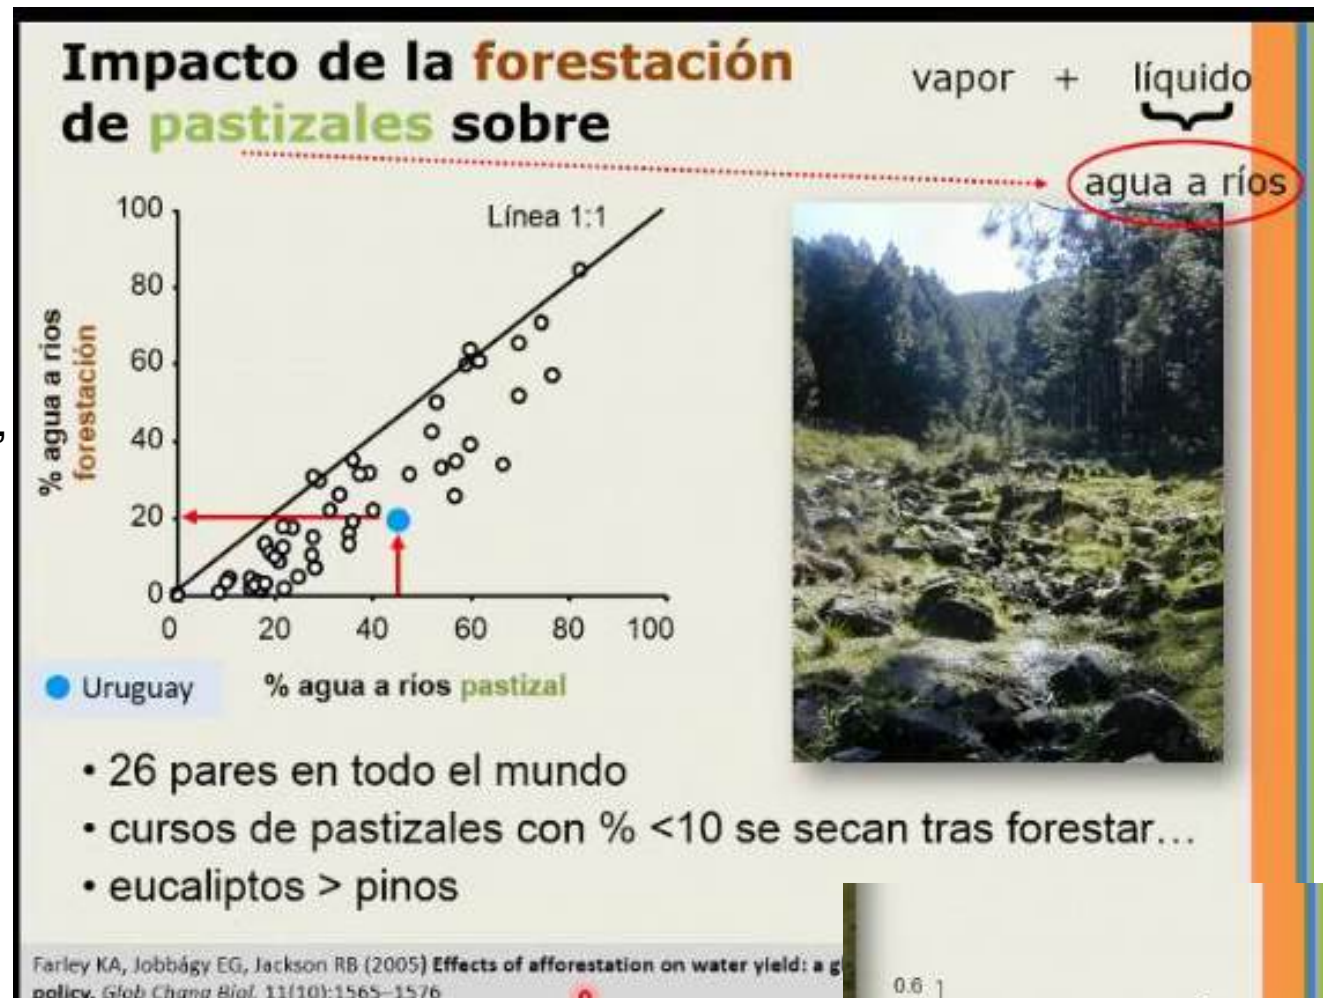 Impacto de la forestación
de pastizales sobre
vapor + líquido
agua a ríos
Línea 1:1
100
80
60
40
20
0
% agua a rios
forestación
0 20 40 60 80 100
% agua a rios pastizal
Uruguay
• 26 pares en todo el mundo
• cursos de pastizales con % <10 se secan tras forestar...
• eucaliptos > pinos
Farley KA, Jobbágy EG, Jackson RB (2005) Effects of afforestation on water yield: a
policy. Glob Chang Biol. 11(10):1565–1576
0.6